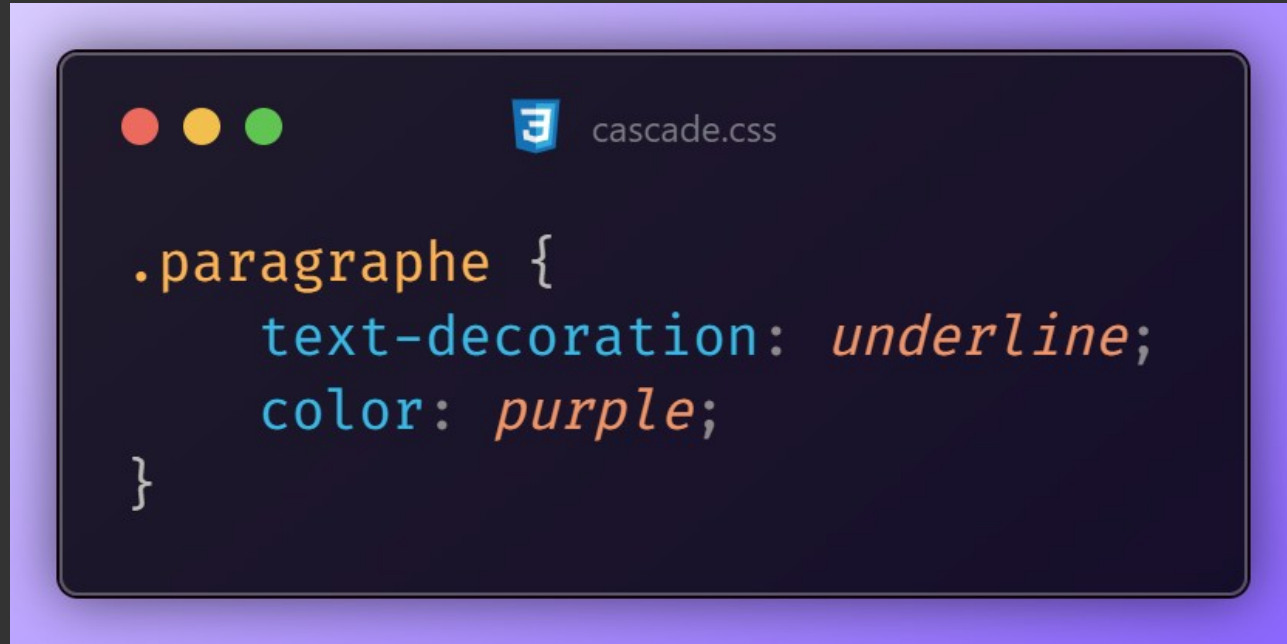 cascade.css
.paragraphe {
    text-decoration: underline;
    color: purple;
}